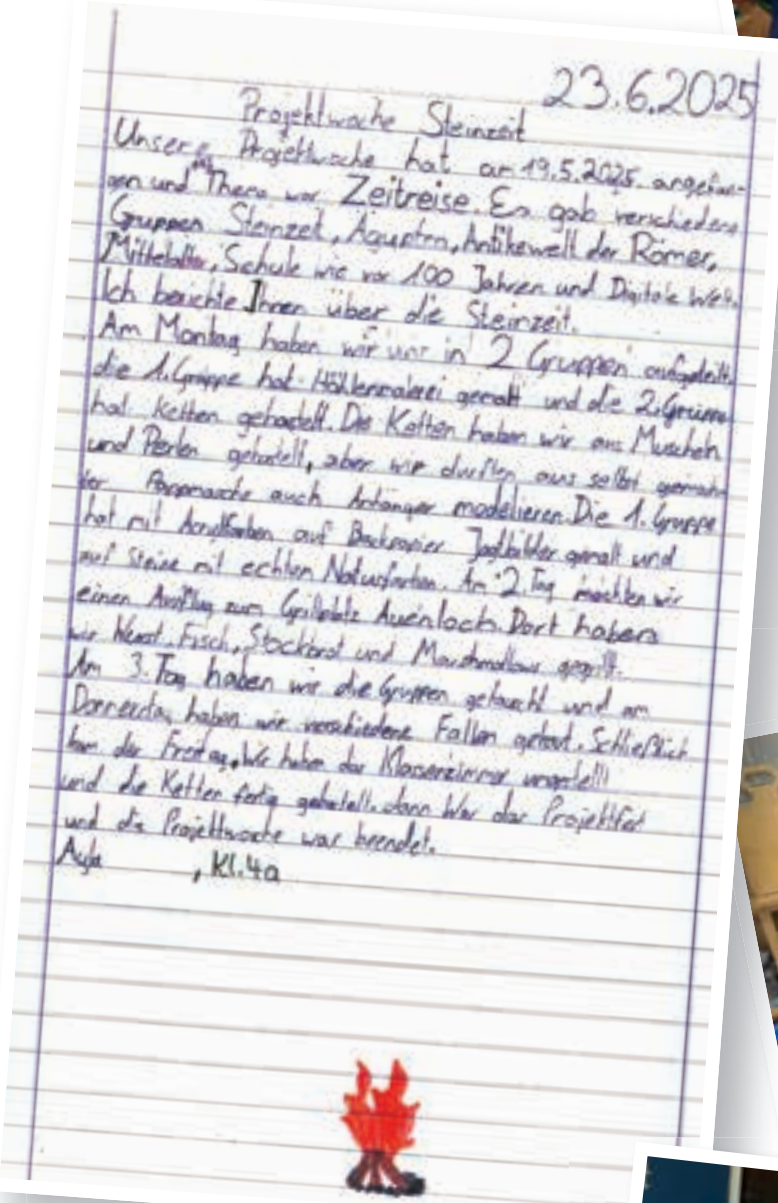 23.6.2025
Projektwoche Steinzeit
Unsere Projektwoche hat am 19.5.2025 angefan-
gen und das Thema war Zeitreise. Es gab verschiedene
Gruppen Steinzeit, Ägypten, Antikewelt der Römer,
Mittelalter, Schule wie vor 100 Jahren und Digitale Welt.
Ich berichte Ihnen über die Steinzeit.
Am Montag haben wir uns in 2 Gruppen aufgeteilt,
die 1. Gruppe hat Höhlenmalerei gemalt und die 2. Gruppe
hat Ketten gebastelt. Die Ketten haben wir aus Muscheln
und Perlen gebastelt, aber wir durften aus selbst gemach-
ter Pappmasche auch Anhänger modelieren. Die 1. Gruppe
hat mit Acrylfarben auf Backpapier Jagdbilder gemalt und
auf Steine mit echten Naturfarben. Am 2. Tag machten wir
einen Ausflug zum Grillplatz Auenloch. Dort haben
wir Wurst, Fisch, Stockbrot und Marshmallows gegrillt.
Am 3. Tag haben wir die Gruppen getauscht und am
Donnerstag haben wir verschiedene Fallen gebaut. Schließlich
kam der Freitag. Wir haben das Klassenzimmer
und die Ketten fertig gebastelt. dann War das Projektfest
und die Projektwoche war beendet.
Ayla , Kl.4a